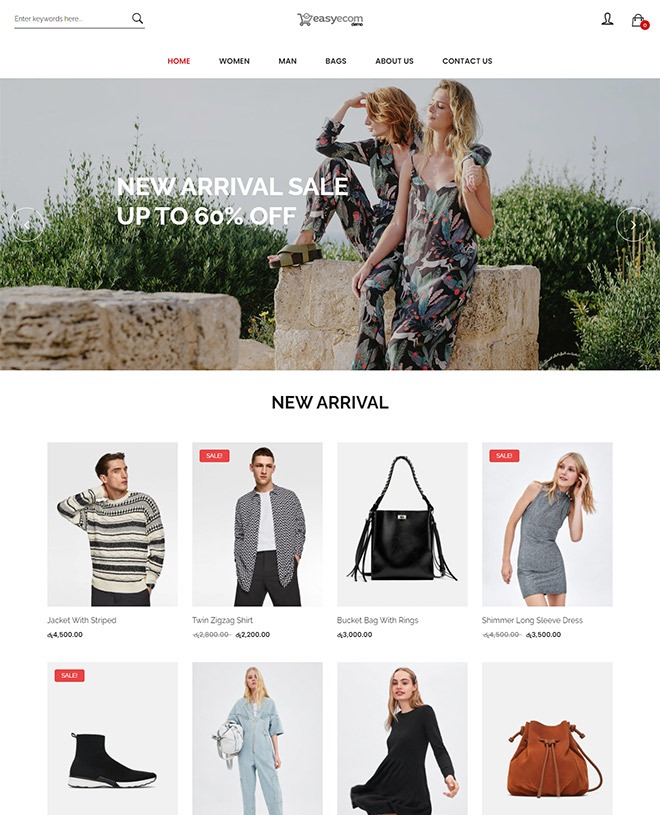 Enter keywords here...
easyecom
demo
0
HOME WOMEN MAN BAGS ABOUT US CONTACT US
NEW ARRIVAL SALE
UP TO 60% OFF
NEW ARRIVAL
SALE!
SALE!
Jacket With Striped
රු4,500.00
Twin Zigzag Shirt
රු2,800.00 රු2,200.00
Bucket Bag With Rings
රු3,000.00
Shimmer Long Sleeve Dress
රු4,500.00 රු3,500.00
SALE!